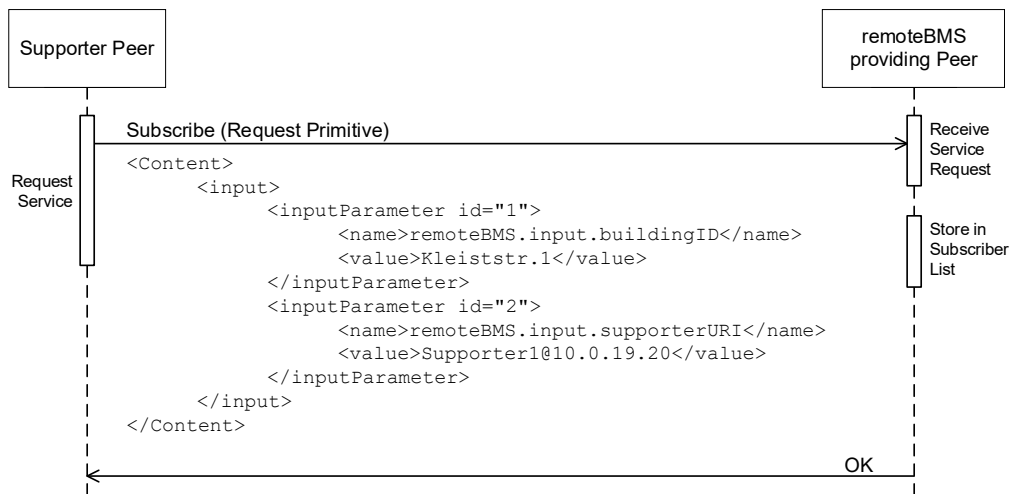 Supporter Peer
remoteBMS
providing Peer
Subscribe (Request Primitive)
Receive
Service
Request
Request
Service
<Content>
<input>
<inputParameter id="1">
<name>remoteBMS.input.buildingID</name>
<value>Kleiststr.1</value>
</inputParameter>
<inputParameter id="2">
<name>remoteBMS.input.supporterURI</name>
<value>Supporter1@10.0.19.20</value>
</inputParameter>
</input>
</Content>
Store in
Subscriber
List
OK